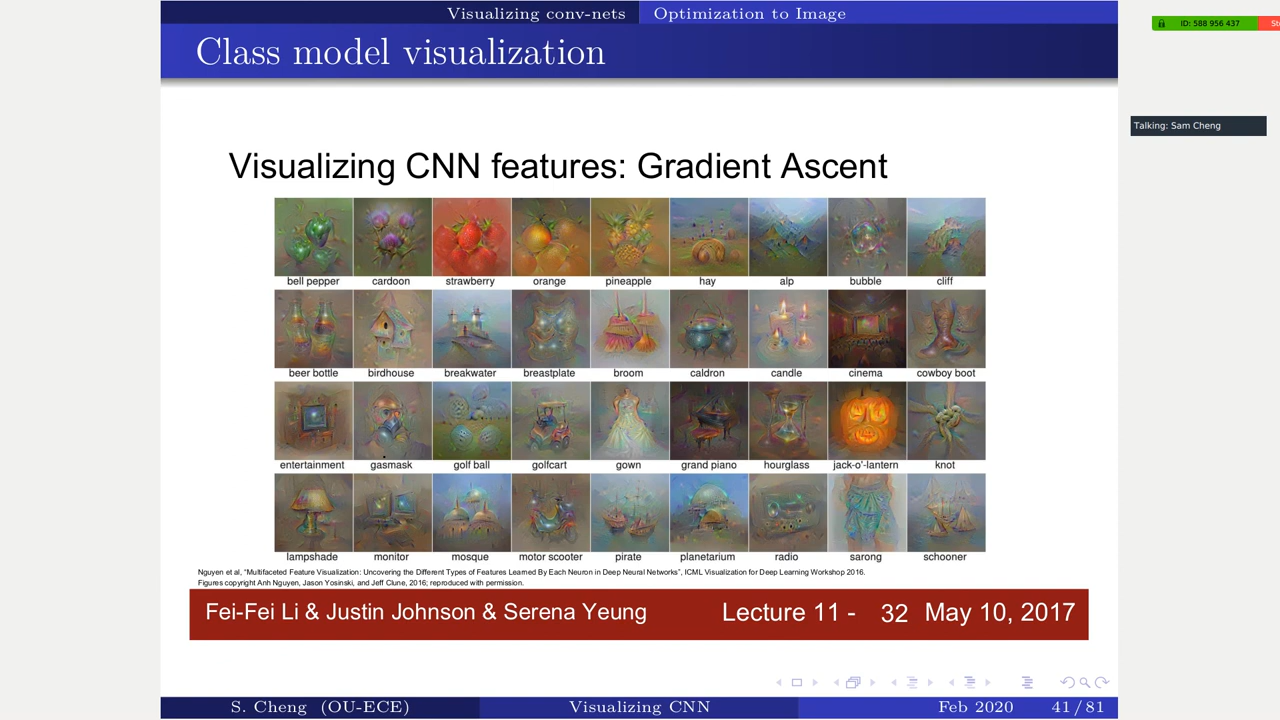 Visualizing conv-nets Optimization to Image
Class model visualization
ID: 588 956 437
Talking: Sam Cheng
Visualizing CNN features: Gradient Ascent
bell pepper cardoon strawberry orange pineapple hay alp bubble cliff
beer bottle birdhouse breakwater breastplate broom caldron candle cinema cowboy boot
entertainment gasmask golf ball golfcart gown grand piano hourglass jack-o'-lantern knot
lampshade monitor mosque motor scooter pirate planetarium radio sarong schooner
Nguyen et al, "Multifaceted Feature Visualization: Uncovering the Different Types of Features Learned By Each Neuron in Deep Neural Networks", ICML Visualization for Deep Learning Workshop 2016.
Figures copyright Anh Nguyen, Jason Yosinski, and Jeff Clune, 2016; reproduced with permission.
Fei-Fei Li & Justin Johnson & Serena Yeung Lecture 11 - 32 May 10, 2017
S. Cheng (OU-ECE) Visualizing CNN Feb 2020 41 / 81